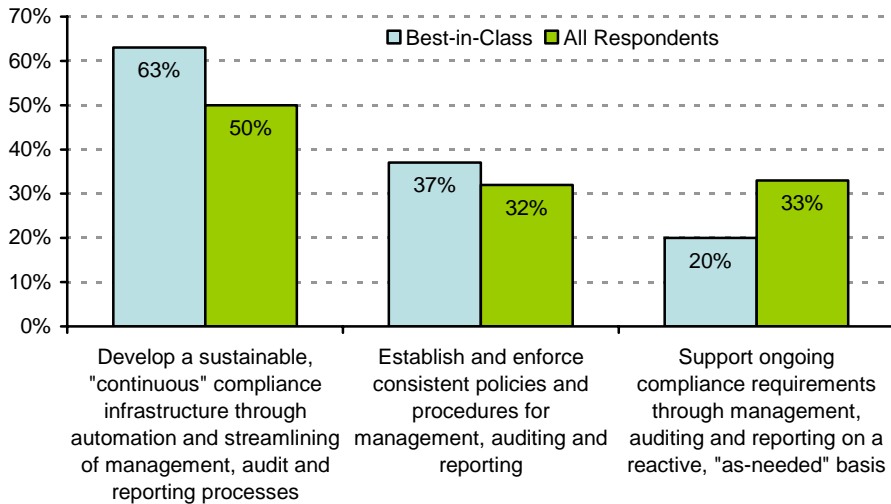 70%
60%
50%
40%
30%
20%
10%
0%
Best-in-Class
All Respondents
63%
50%
37%
32%
20%
33%
Develop a sustainable,
"continuous" compliance
infrastructure through
automation and streamlining
of management, audit and
reporting processes
Establish and enforce
consistent policies and
procedures for
management, auditing and
reporting
Support ongoing
compliance requirements
through management,
auditing and reporting on a
reactive, "as-needed" basis